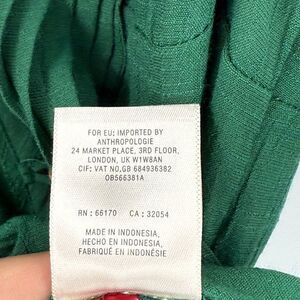 FOR EU: IMPORTED BY
ANTHROPOLOGIE
24 MARKET PLACE, 3RD FLOOR,
LONDON, UK W1W8AN
CIF: VAT NO.GB 684936382
OB566381A
RN : 66170 CA : 32054
MADE IN INDONESIA,
HECHO EN INDONESIA,
FABRIQUÉ EN INDONÉSIE